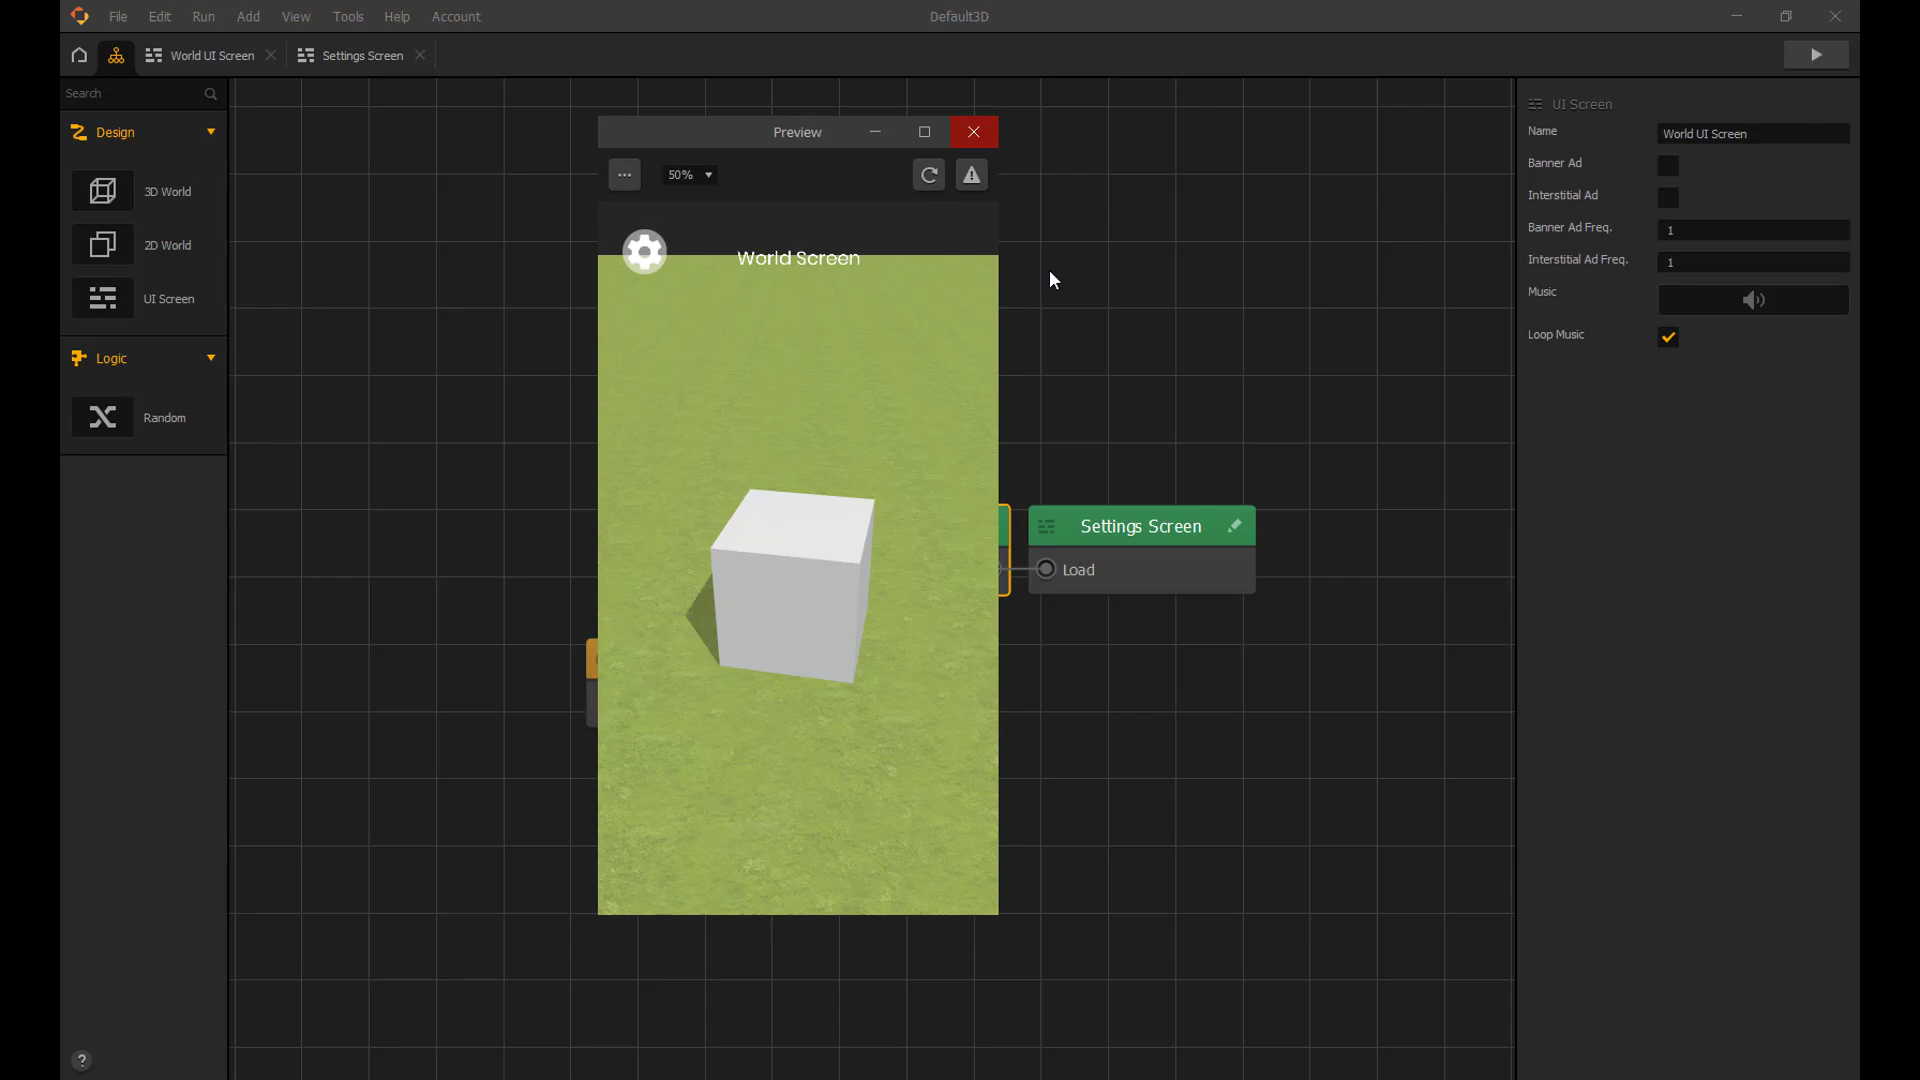 File Edit Run Add View Tools Help Account
Default3D
World UI Screen
Settings Screen
Search
Design
3D World
2D World
UI Screen
Logic
Random
Preview
50%
World Screen
Settings Screen
Load
UI Screen
Name
World UI Screen
Banner Ad
Interstitial Ad
Banner Ad Freq.
1
Interstitial Ad Freq.
1
Music
Loop Music
?